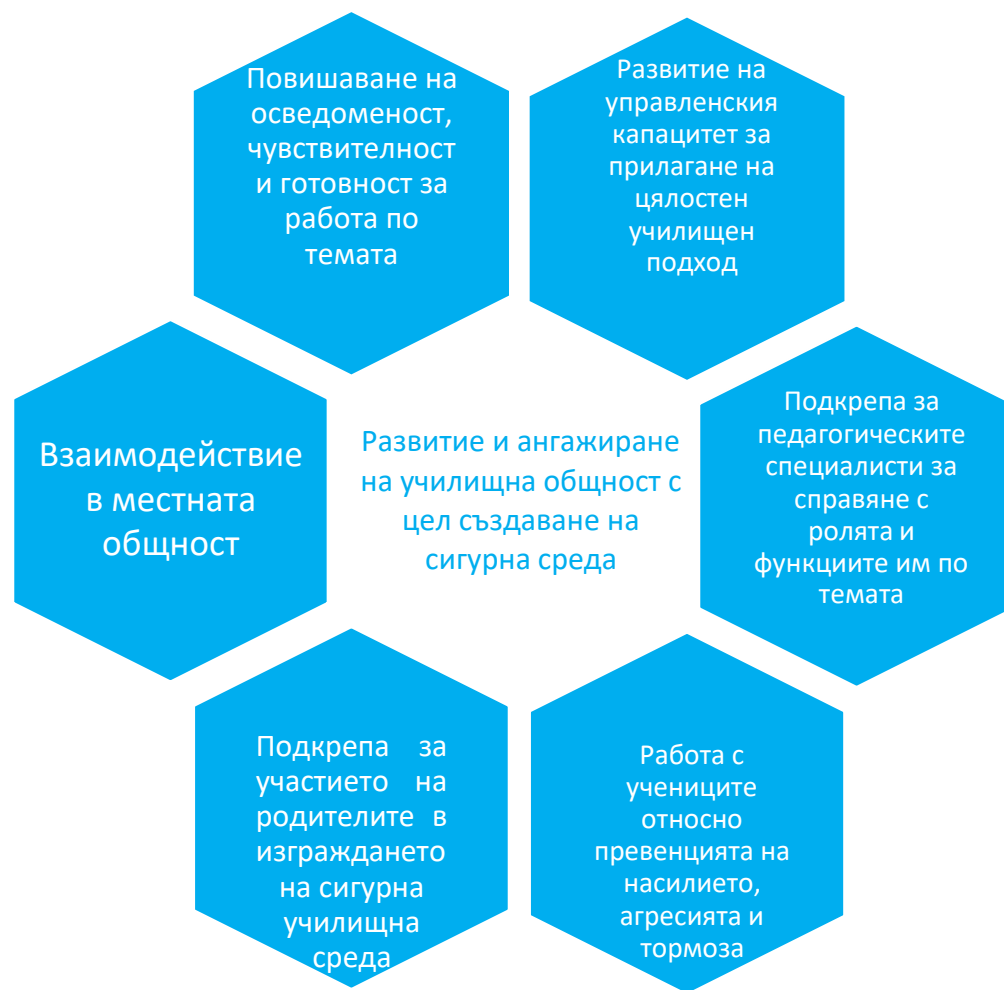 Повишаване на
осведоменост,
чувствителност
и готовност за
работа по
темата
Развитие на
управленския
капацитет за
прилагане на
цялостен
училищен
подход
Взаимодействие
в местната
общност
Развитие и ангажиране
на училищна общност с
цел създаване на
сигурна среда
Подкрепа за
педагогическите
специалисти за
справяне с
ролята и
функциите им по
темата
Подкрепа за
участието на
родителите в
изграждането
на сигурна
училищна
среда
Работа с
учениците
относно
превенцията на
насилието,
агресията и
тормоза